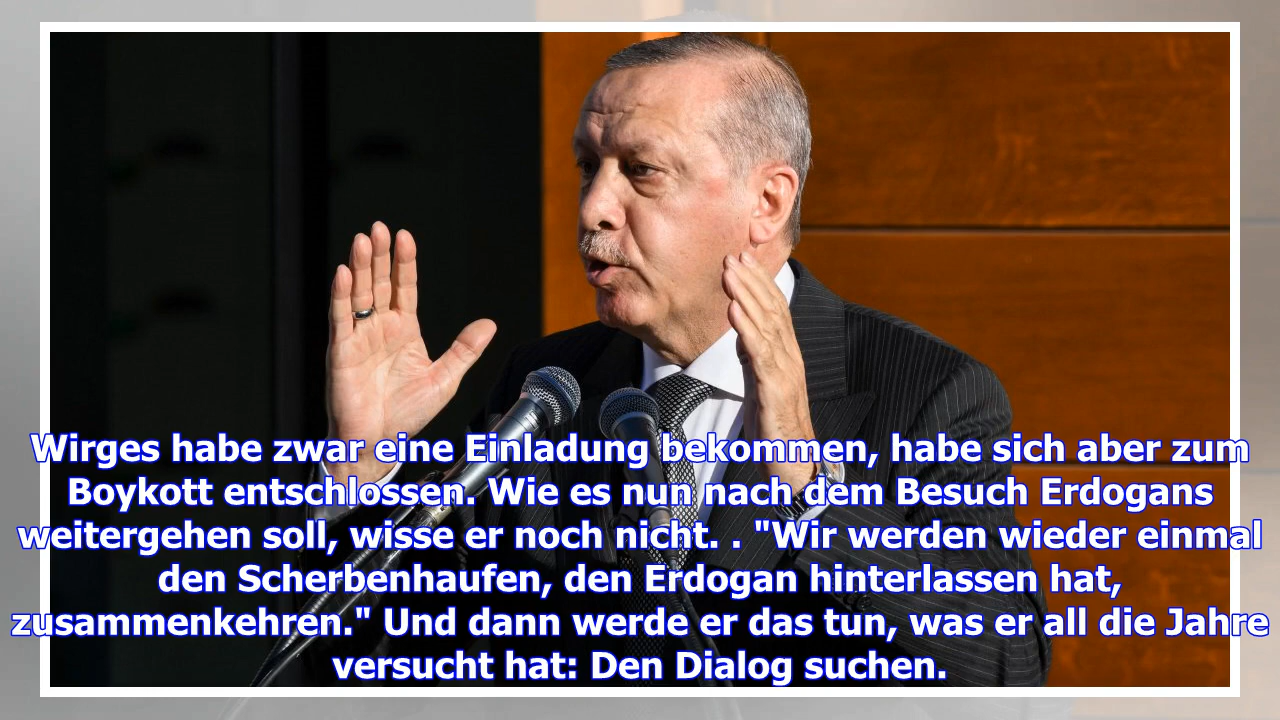 Wirges habe zwar eine Einladung bekommen, habe sich aber zum
Boykott entschlossen. Wie es nun nach dem Besuch Erdogans
weitergehen soll, wisse er noch nicht. . "Wir werden wieder einmal
den Scherbenhaufen, den Erdogan hinterlassen hat,
zusammenkehren." Und dann werde er das tun, was er all die Jahre
versucht hat: Den Dialog suchen.